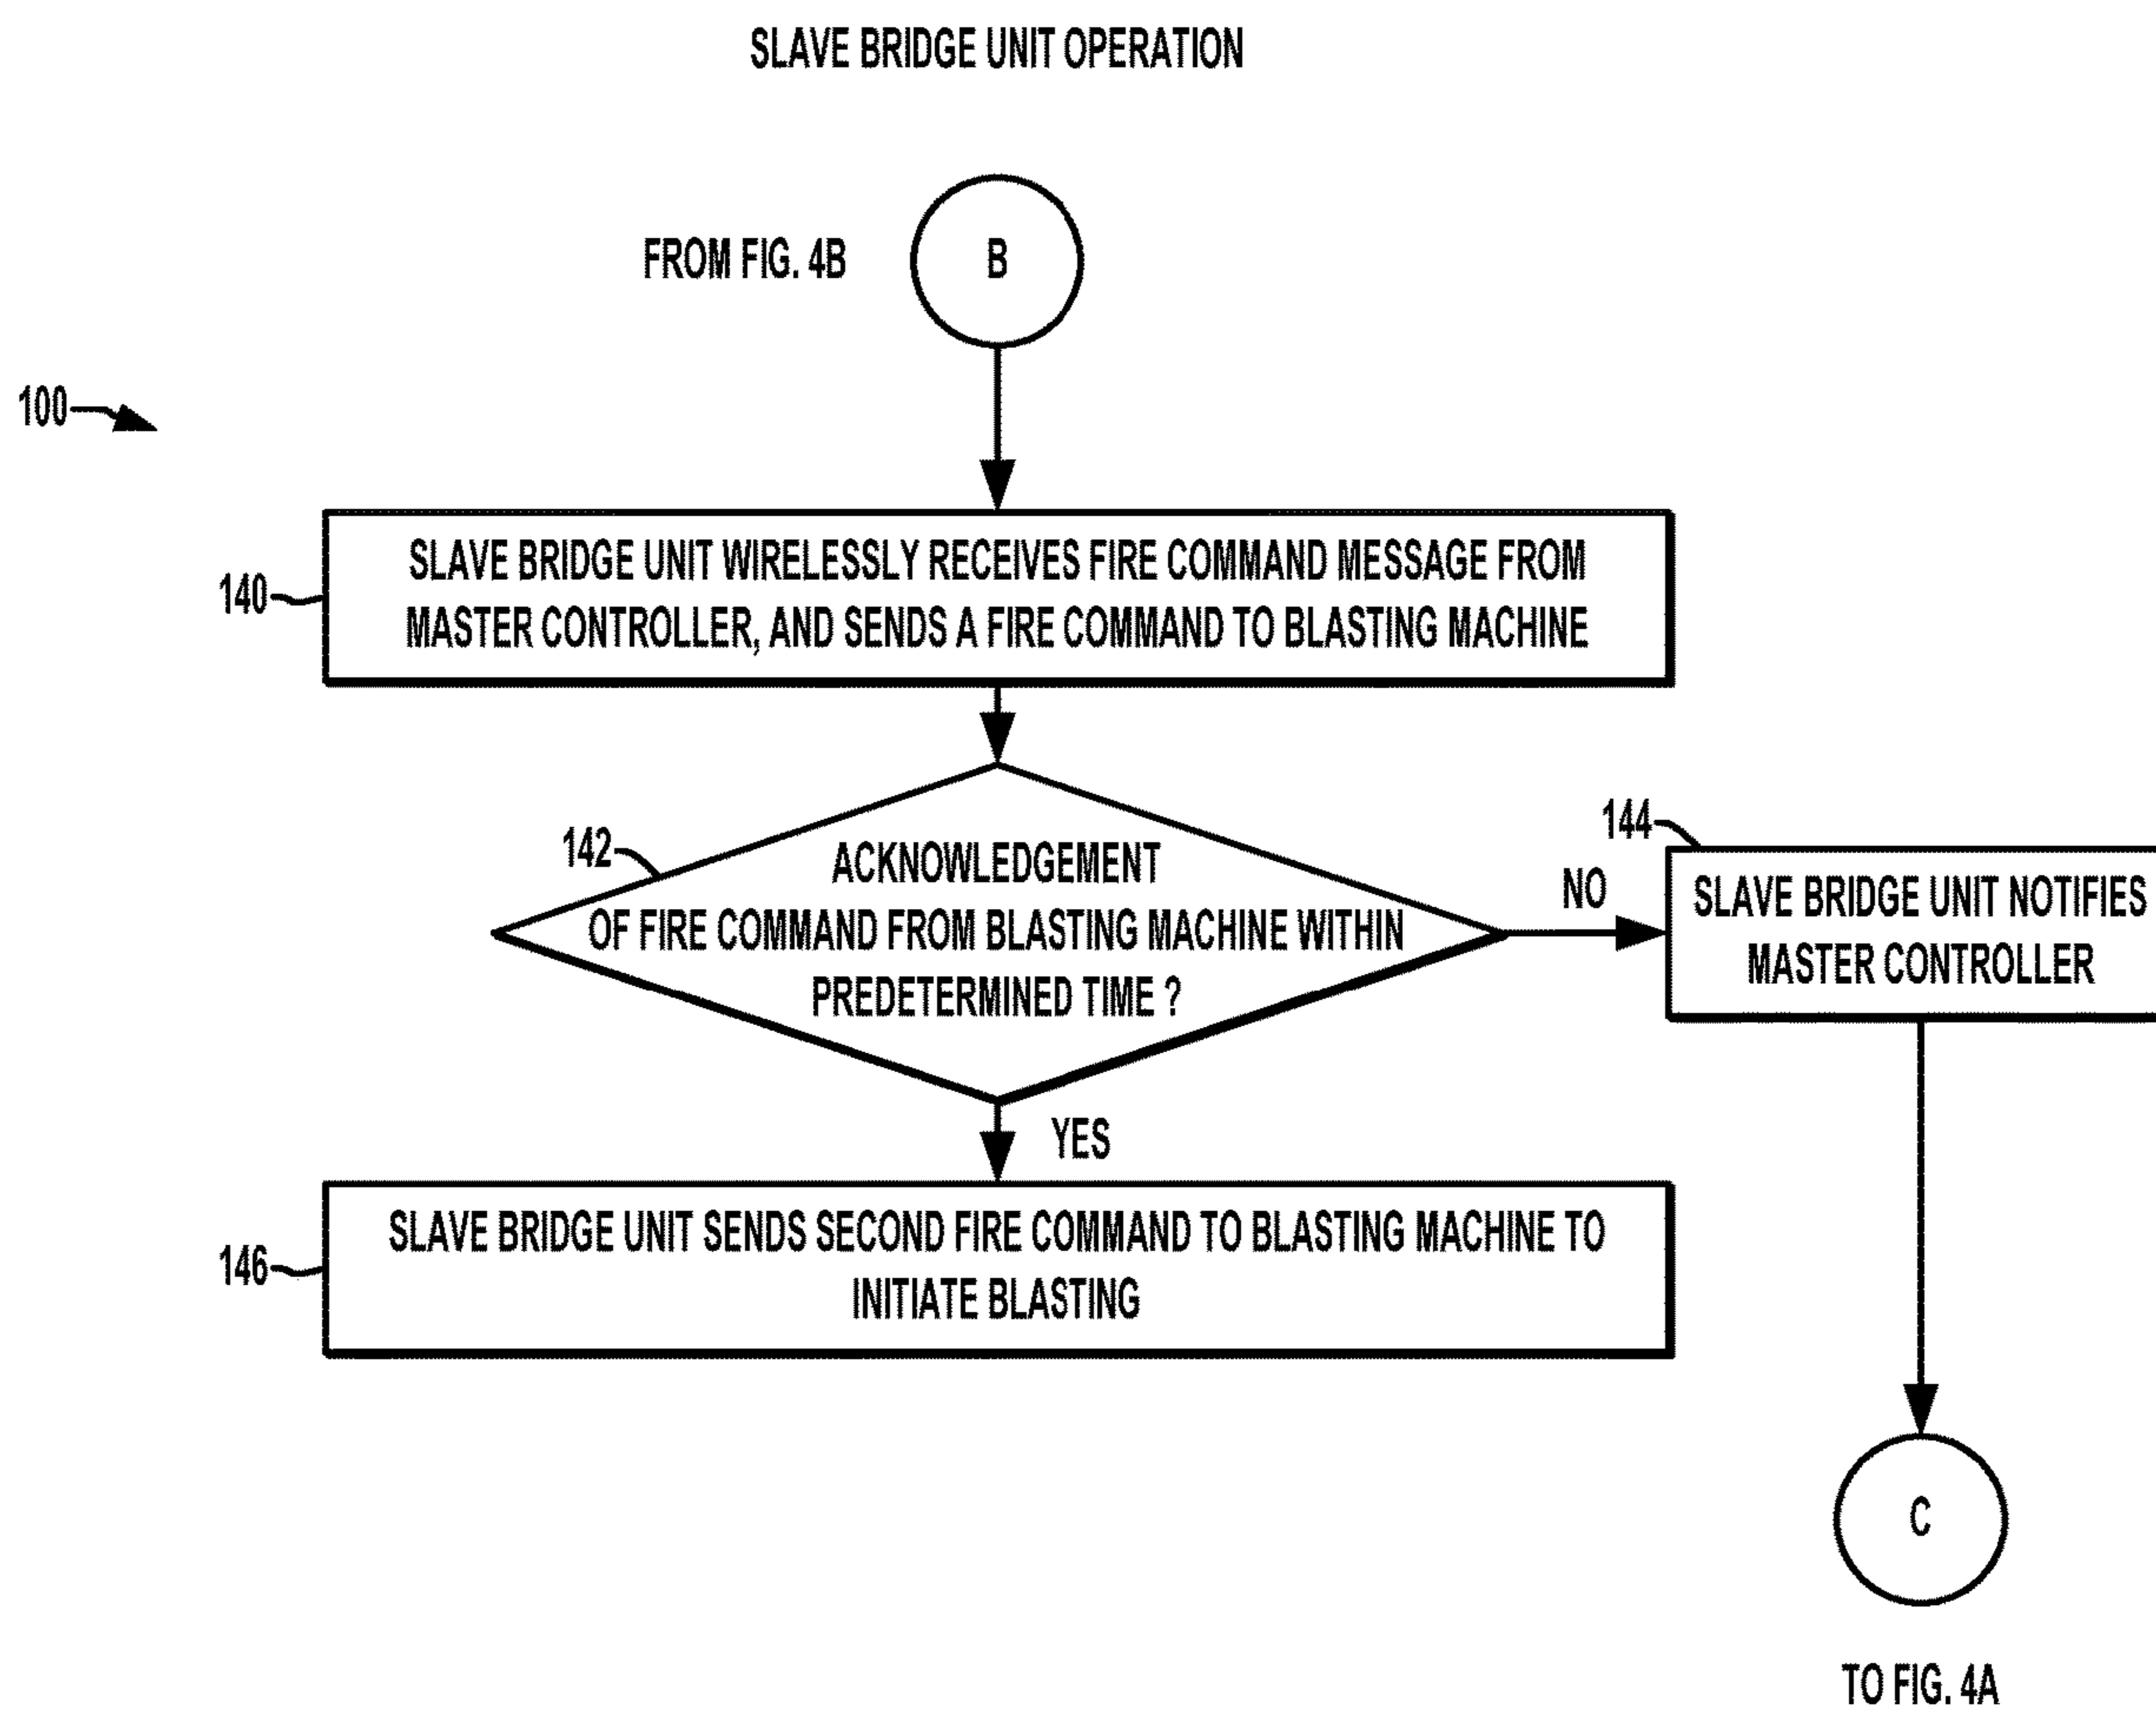 SLAVE BRIDGE UNIT OPERATION
FROM FIG. 4B
B
100
140
SLAVE BRIDGE UNIT WIRELESSLY RECEIVES FIRE COMMAND MESSAGE FROM
MASTER CONTROLLER, AND SENDS A FIRE COMMAND TO BLASTING MACHINE
142
ACKNOWLEDGEMENT
OF FIRE COMMAND FROM BLASTING MACHINE WITHIN
PREDETERMINED TIME ?
NO
144
SLAVE BRIDGE UNIT NOTIFIES
MASTER CONTROLLER
YES
146
SLAVE BRIDGE UNIT SENDS SECOND FIRE COMMAND TO BLASTING MACHINE TO
INITIATE BLASTING
C
TO FIG. 4A